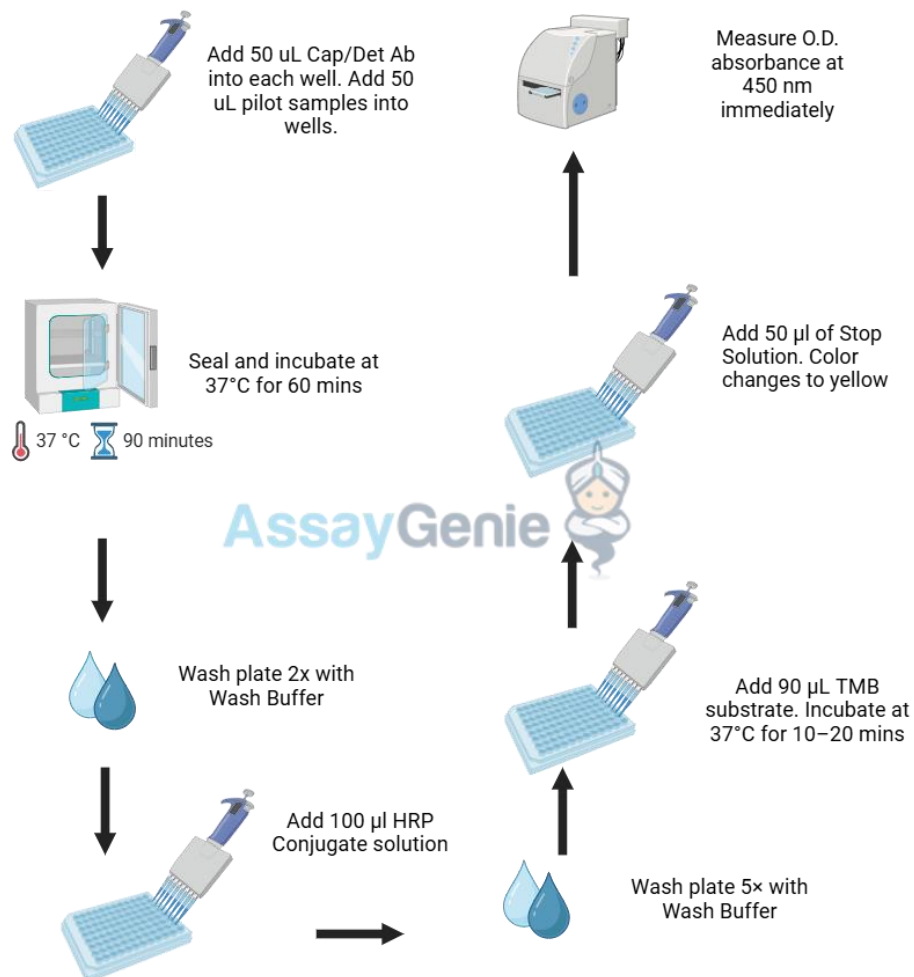 Add 50 uL Cap/Det Ab
into each well. Add 50
uL pilot samples into
wells.
Seal and incubate at
37°C for 60 mins
37 °C
90 minutes
Wash plate 2x with
Wash Buffer
Add 100 µl HRP
Conjugate solution
Wash plate 5× with
Wash Buffer
Add 90 µL TMB
substrate. Incubate at
37°C for 10–20 mins
Add 50 µl of Stop
Solution. Color
changes to yellow
Measure O.D.
absorbance at
450 nm
immediately
AssayGenie